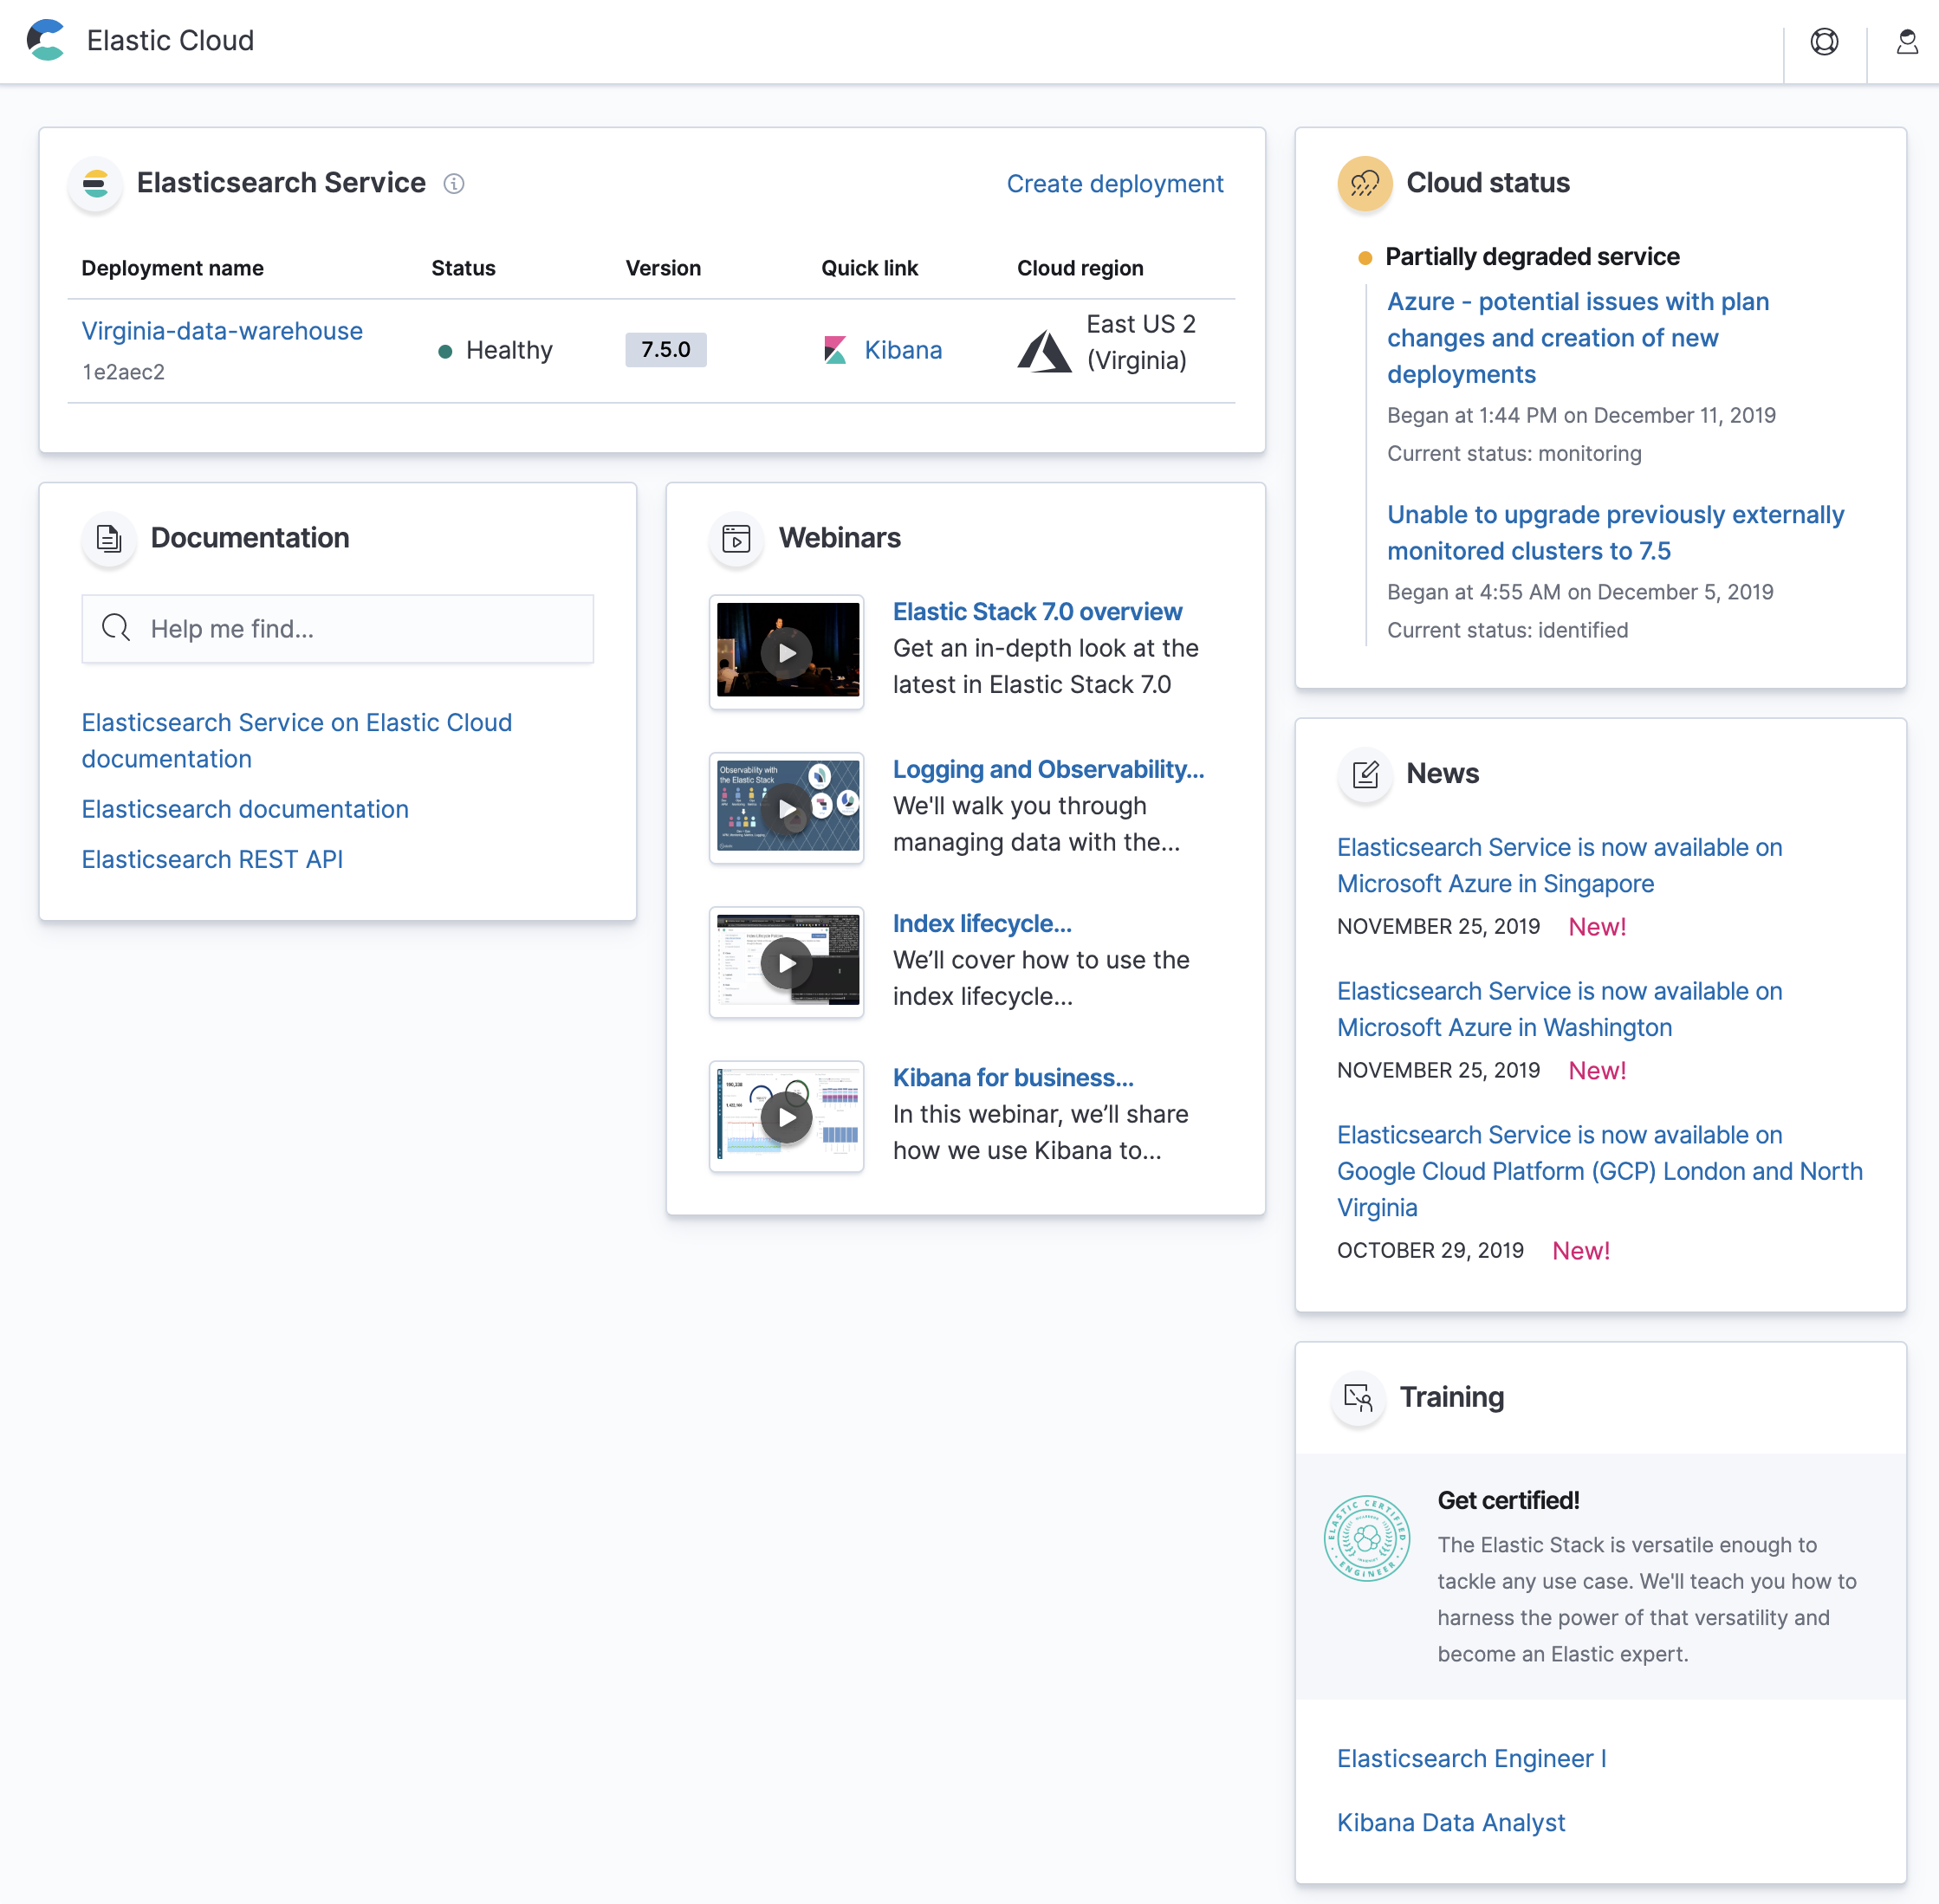 Elastic Cloud
Elasticsearch Service
Create deployment
Deployment name Status Version Quick link Cloud region
Virginia-data-warehouse
1e2aec2
Healthy
7.5.0
Kibana
East US 2
(Virginia)
Documentation
Help me find...
Elasticsearch Service on Elastic Cloud
documentation
Elasticsearch documentation
Elasticsearch REST API
Webinars
Elastic Stack 7.0 overview
Get an in-depth look at the
latest in Elastic Stack 7.0
Observability with
the Elastic Stack
Logging and Observability...
We'll walk you through
managing data with the...
Index lifecycle...
We’ll cover how to use the
index lifecycle...
Kibana for business...
In this webinar, we’ll share
how we use Kibana to...
Cloud status
Partially degraded service
Azure - potential issues with plan
changes and creation of new
deployments
Began at 1:44 PM on December 11, 2019
Current status: monitoring
Unable to upgrade previously externally
monitored clusters to 7.5
Began at 4:55 AM on December 5, 2019
Current status: identified
News
Elasticsearch Service is now available on
Microsoft Azure in Singapore
NOVEMBER 25, 2019 New!
Elasticsearch Service is now available on
Microsoft Azure in Washington
NOVEMBER 25, 2019 New!
Elasticsearch Service is now available on
Google Cloud Platform (GCP) London and North
Virginia
OCTOBER 29, 2019 New!
Training
ELASTIC CERTIFIED
ENGINEER
Get certified!
The Elastic Stack is versatile enough to
tackle any use case. We'll teach you how to
harness the power of that versatility and
become an Elastic expert.
Elasticsearch Engineer I
Kibana Data Analyst